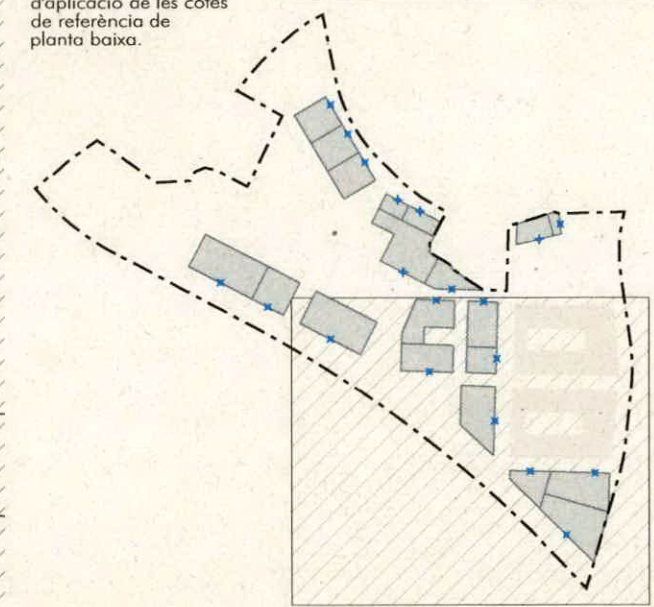 d'aplicació de les cotes
de referència de
planta baixa.